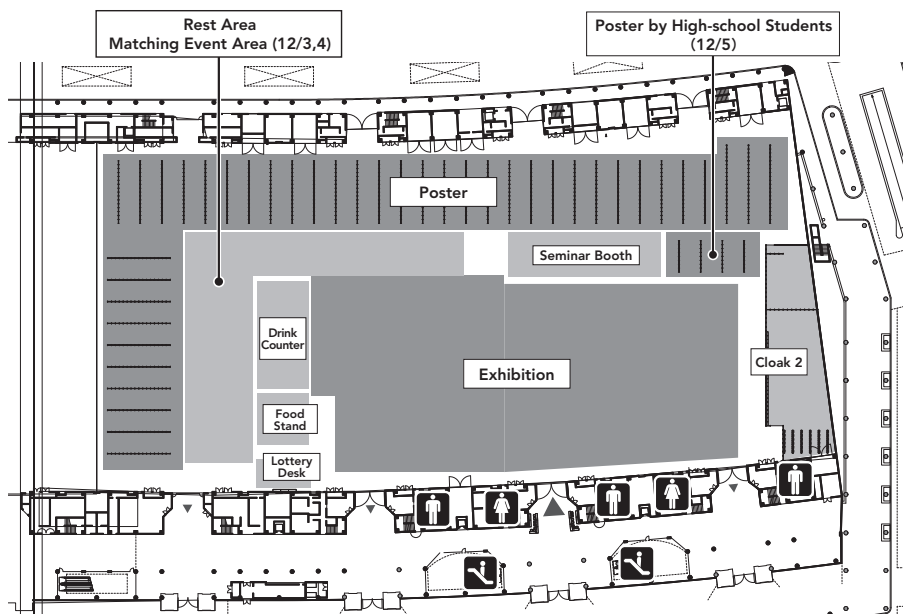 Rest Area
Matching Event Area (12/3,4)
Poster by High-school Students
(12/5)
Poster
Seminar Booth
Drink
Counter
Exhibition
Cloak 2
Food
Stand
Lottery
Desk